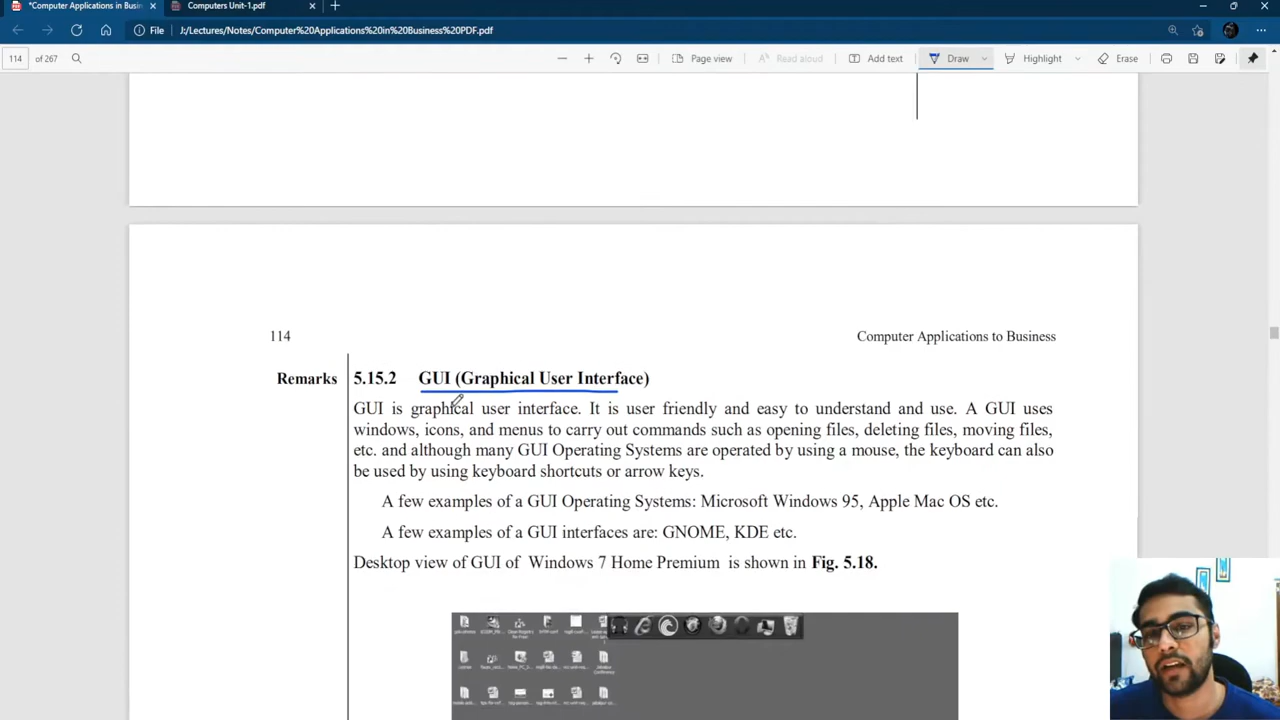 *Computer Applications in Busin
Computers Unit-1.pdf
File
J:/Lectures/Notes/Computer%20Applications%20in%20Business%20PDF.pdf
114 of 267
Page view
Read aloud
Add text
Draw
Highlight
Erase
114
Computer Applications to Business
Remarks
5.15.2 GUI (Graphical User Interface)
GUI is graphical user interface. It is user friendly and easy to understand and use. A GUI uses
windows, icons, and menus to carry out commands such as opening files, deleting files, moving files,
etc. and although many GUI Operating Systems are operated by using a mouse, the keyboard can also
be used by using keyboard shortcuts or arrow keys.
A few examples of a GUI Operating Systems: Microsoft Windows 95, Apple Mac OS etc.
A few examples of a GUI interfaces are: GNOME, KDE etc.
Desktop view of GUI of Windows 7 Home Premium is shown in Fig. 5.18.